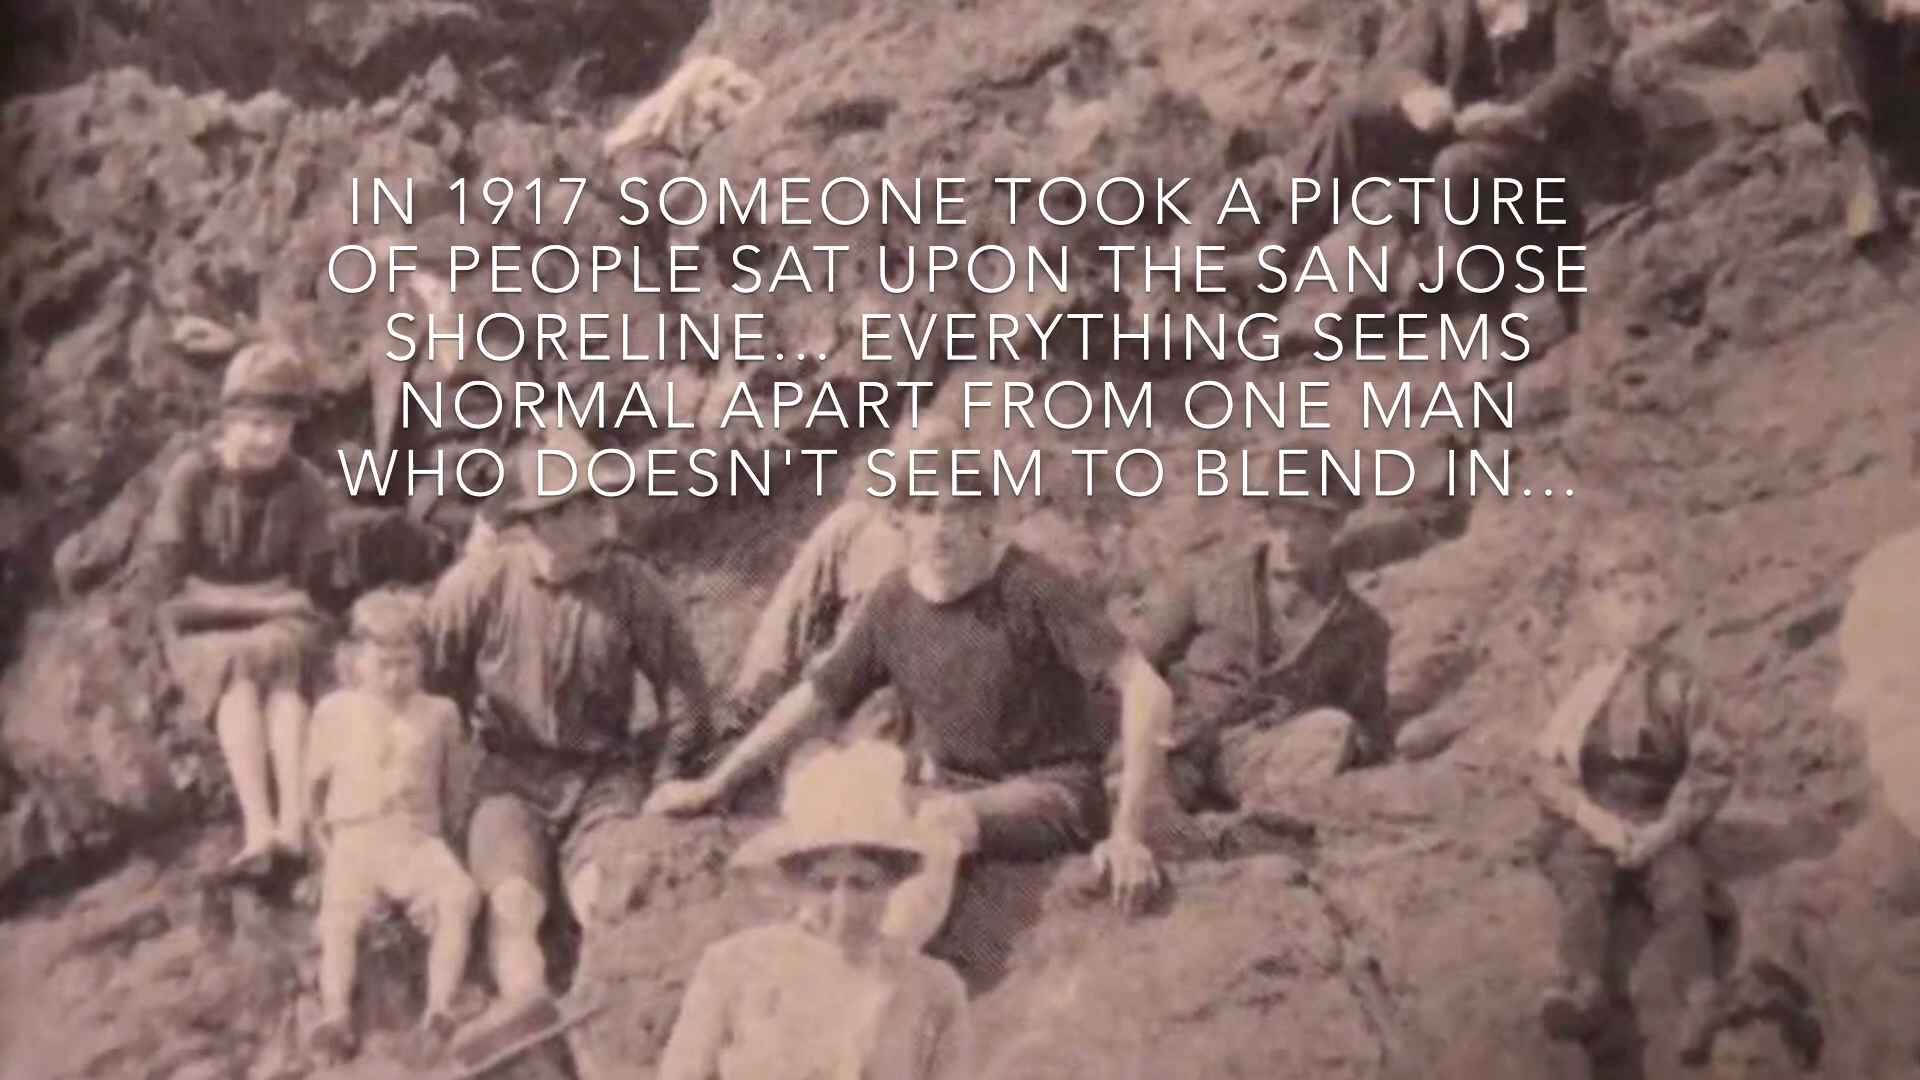 IN 1917 SOMEONE TOOK A PICTURE
OF PEOPLE SAT UPON THE SAN JOSE
SHORELINE... EVERYTHING SEEMS
NORMAL APART FROM ONE MAN
WHO DOESN'T SEEM TO BLEND IN...